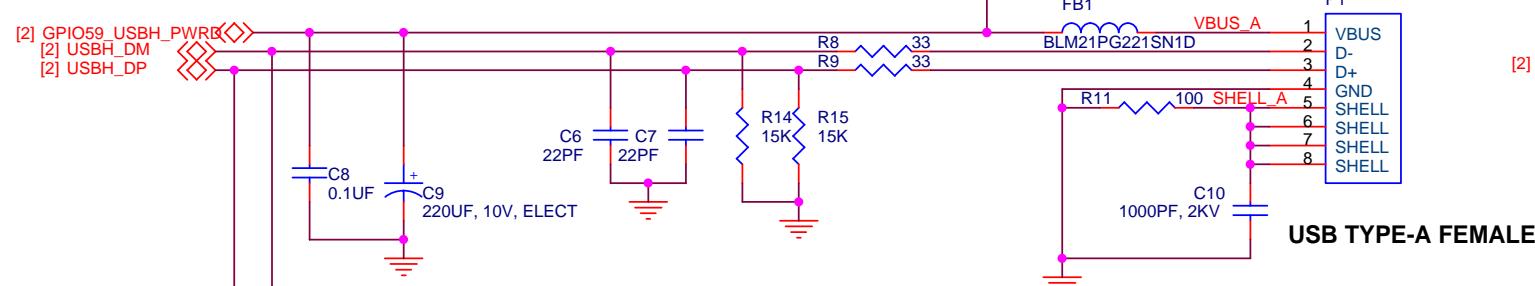 FB1
P1
[2] GPIO59_USBH_PWRD
VBUS_A
1
VBUS
[2] USBH_DM
R8
33
BLM21PG221SN1D
2
D-
[2] USBH_DP
R9
33
3
D+
[2]
4
GND
R11
100
SHELL_A
5
SHELL
6
SHELL
7
SHELL
8
SHELL
C6
22PF
C7
22PF
R14
15K
R15
15K
C8
0.1UF
+
C9
220UF, 10V, ELECT
C10
1000PF, 2KV
USB TYPE-A FEMALE